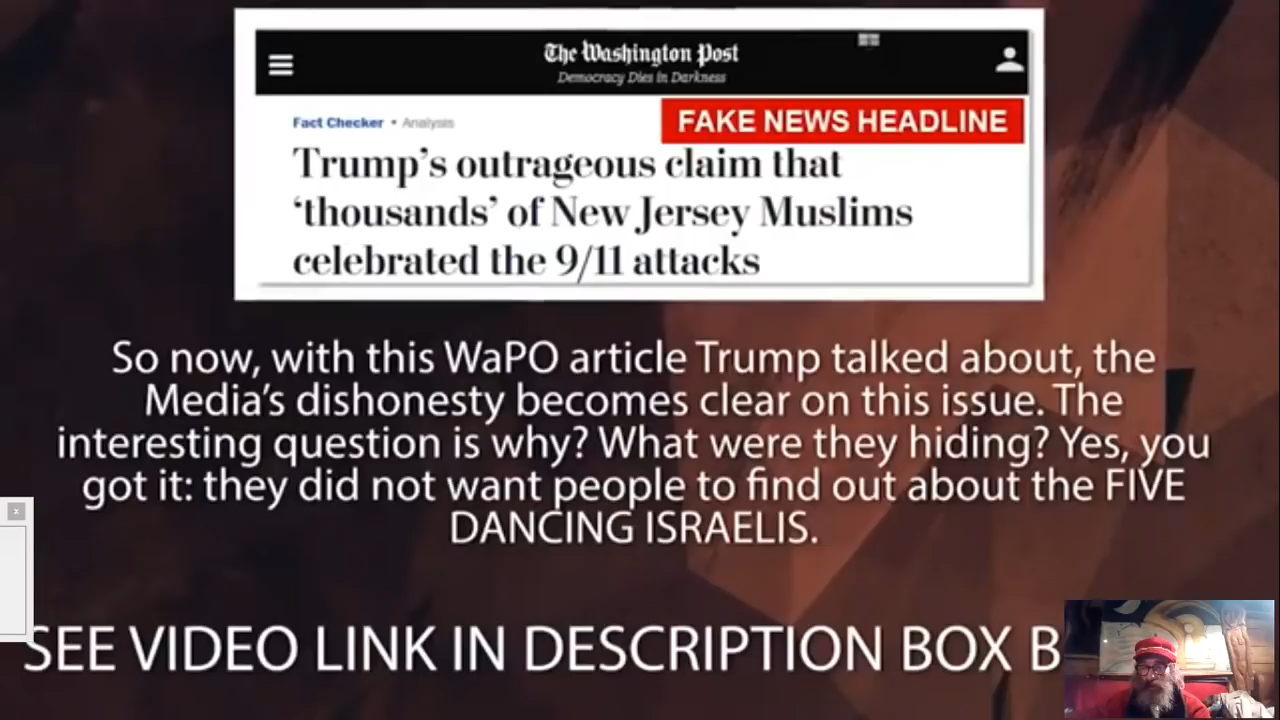 The Washington Post
Democracy Dies in Darkness
Fact Checker • Analysis
FAKE NEWS HEADLINE
Trump’s outrageous claim that
‘thousands’ of New Jersey Muslims
celebrated the 9/11 attacks
So now, with this WaPO article Trump talked about, the
Media’s dishonesty becomes clear on this issue. The
interesting question is why? What were they hiding? Yes, you
got it: they did not want people to find out about the FIVE
DANCING ISRAELIS.
SEE VIDEO LINK IN DESCRIPTION BOX B
x